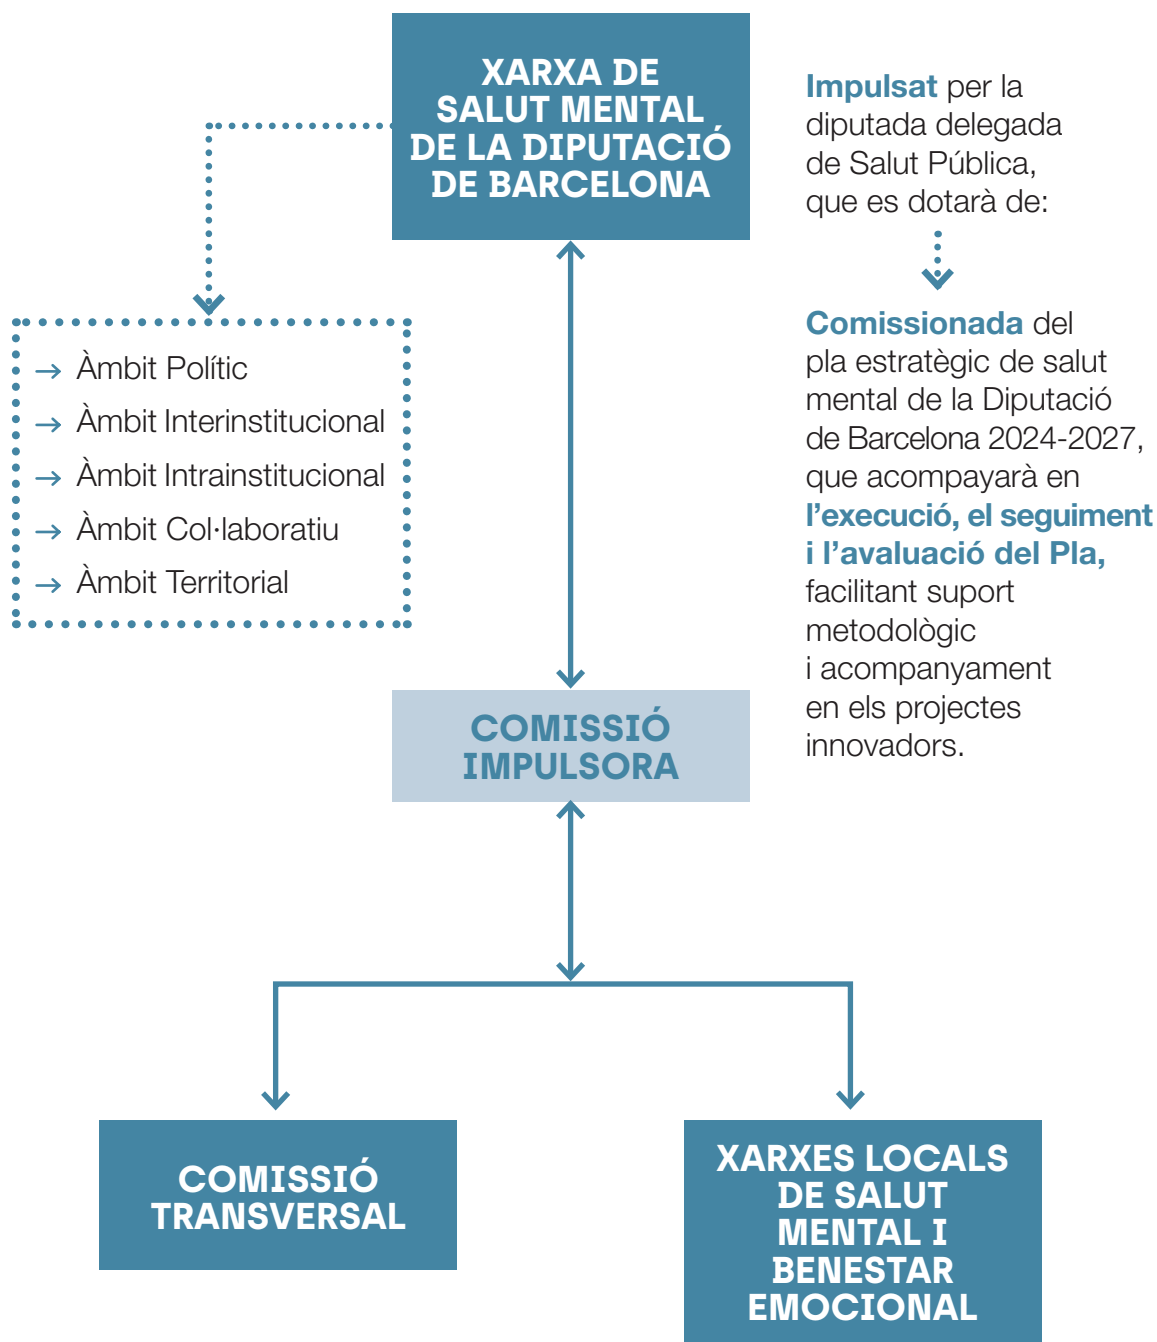 XARXA DE
SALUT MENTAL
DE LA DIPUTACIÓ
DE BARCELONA
Impulsat per la
diputada delegada
de Salut Pública,
que es dotarà de:
Comissionada del
pla estratègic de salut
mental de la Diputació
de Barcelona 2024-2027,
que acompayarà en
l’execució, el seguiment
i l’avaluació del Pla,
facilitant suport
metodològic
i acompanyament
en els projectes
innovadors.
→ Àmbit Polític
→ Àmbit Interinstitucional
→ Àmbit Intrainstitucional
→ Àmbit Col·laboratiu
→ Àmbit Territorial
COMISSIÓ
IMPULSORA
COMISSIÓ
TRANSVERSAL
XARXES LOCALS
DE SALUT
MENTAL I
BENESTAR
EMOCIONAL